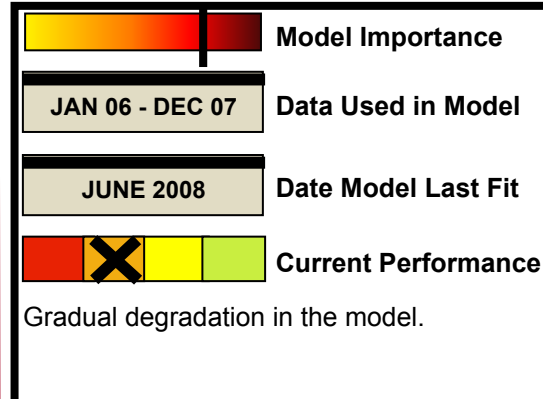 Model Importance
JAN 06 - DEC 07 Data Used in Model
JUNE 2008 Date Model Last Fit
Current Performance
Gradual degradation in the model.